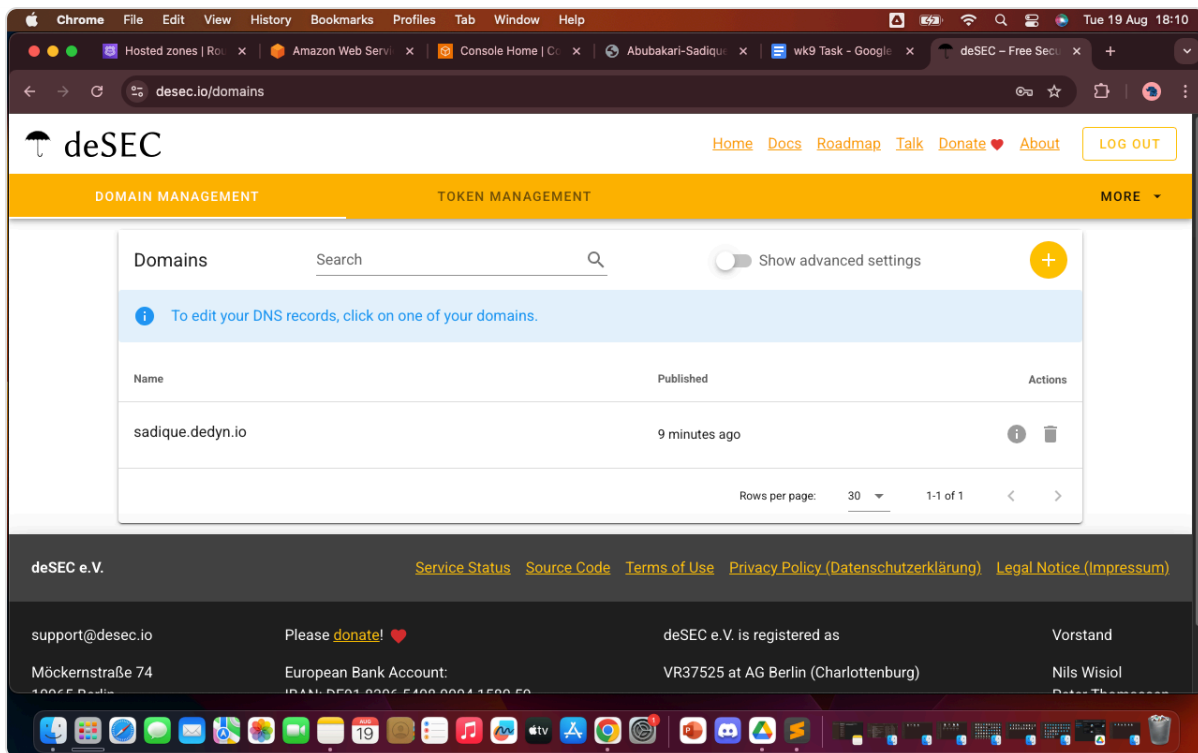 Chrome File Edit View History Bookmarks Profiles Tab Window Help Tue 19 Aug 18:10
Hosted zones | Rou Amazon Web Servi Console Home | Co Abubakari-Sadique wk9 Task - Google deSEC – Free Secu
desec.io/domains
deSEC Home Docs Roadmap Talk Donate About LOG OUT
DOMAIN MANAGEMENT TOKEN MANAGEMENT MORE
Domains Search Show advanced settings
To edit your DNS records, click on one of your domains.
Name Published Actions
sadique.dedyn.io 9 minutes ago
Rows per page: 30 1-1 of 1
deSEC e.V. Service Status Source Code Terms of Use Privacy Policy (Datenschutzerklärung) Legal Notice (Impressum)
support@desec.io Please donate! deSEC e.V. is registered as Vorstand
Möckernstraße 74 European Bank Account: VR37525 at AG Berlin (Charlottenburg) Nils Wisiol
10965 Berlin
AUG
19
tv
1